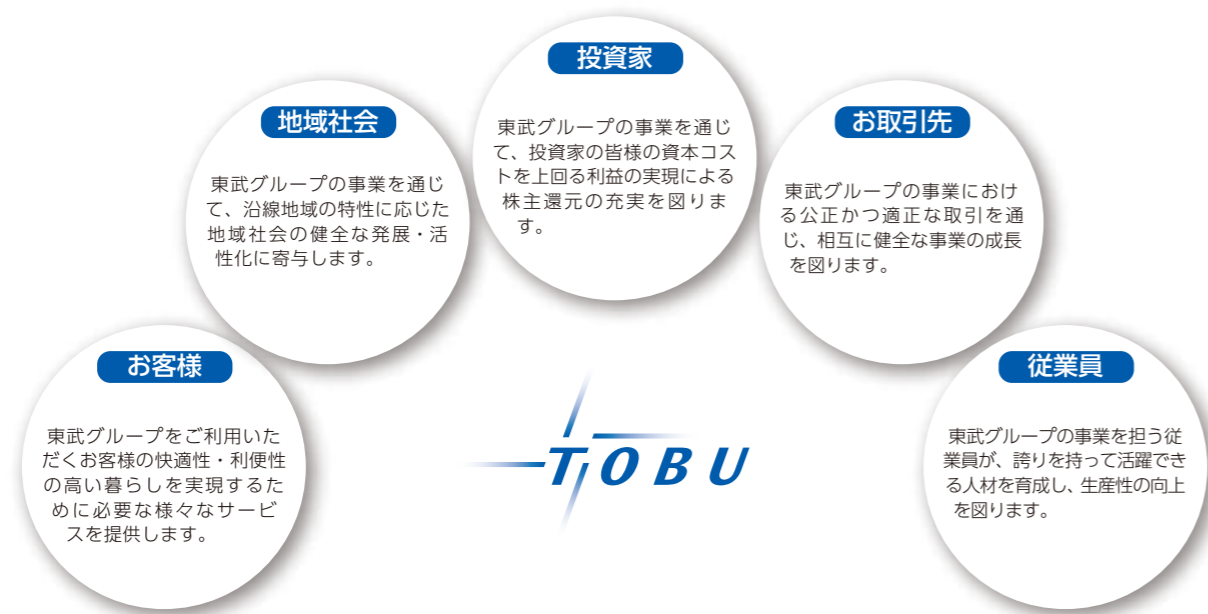 お客様
東武グループをご利用いた
だくお客様の快適性・利便性
の高い暮らしを実現するた
めに必要な様々なサービ
スを提供します。
地域社会
東武グループの事業を通じ
て、沿線地域の特性に応じた
地域社会の健全な発展・活
性化に寄与します。
投資家
東武グループの事業を通じ
て、投資家の皆様の資本コス
トを上回る利益の実現による
株主還元の充実を図りま
す。
お取引先
東武グループの事業におけ
る公正かつ適正な取引を通
じ、相互に健全な事業の成長
を図ります。
従業員
東武グループの事業を担う従
業員が、誇りを持って活躍でき
る人材を育成し、生産性の向上
を図ります。
TOBU